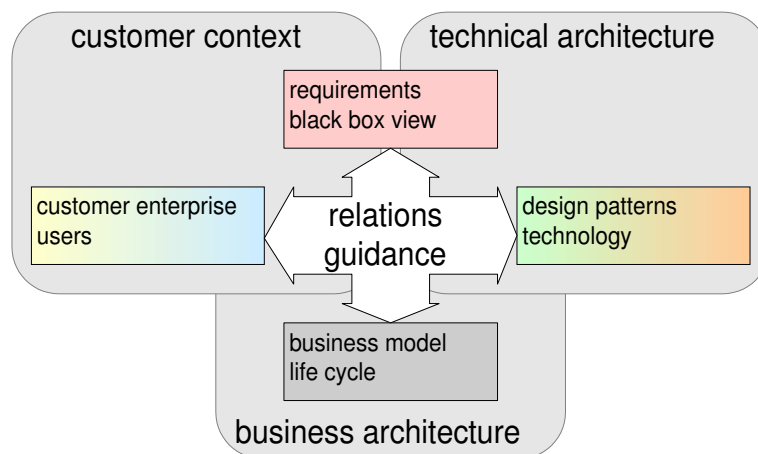 customer context
technical architecture
requirements
black box view
customer enterprise
users
relations
guidance
design patterns
technology
business model
life cycle
business architecture